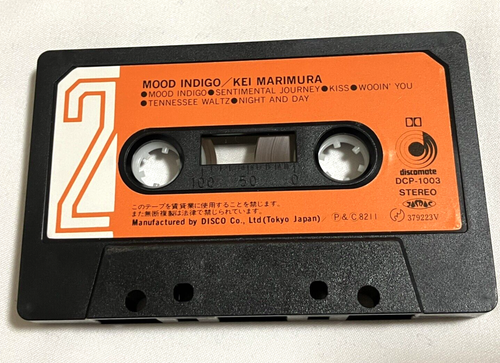 2
MOOD INDIGO/KEI MARIMURA
●MOOD INDIGO●SENTIMENTAL JOURNEY●KISS●WOOIN' YOU
●TENNESSEE WALTZ●NIGHT AND DAY
discomate
DCP-1003
STEREO
100 50 0
このテープを賃貸業に使用することを禁じます。
また無断複製は法律で禁じられています。
Manufactured by DISCO Co., Ltd(Tokyo Japan)
P.& C.8211
JASRAC
379223V